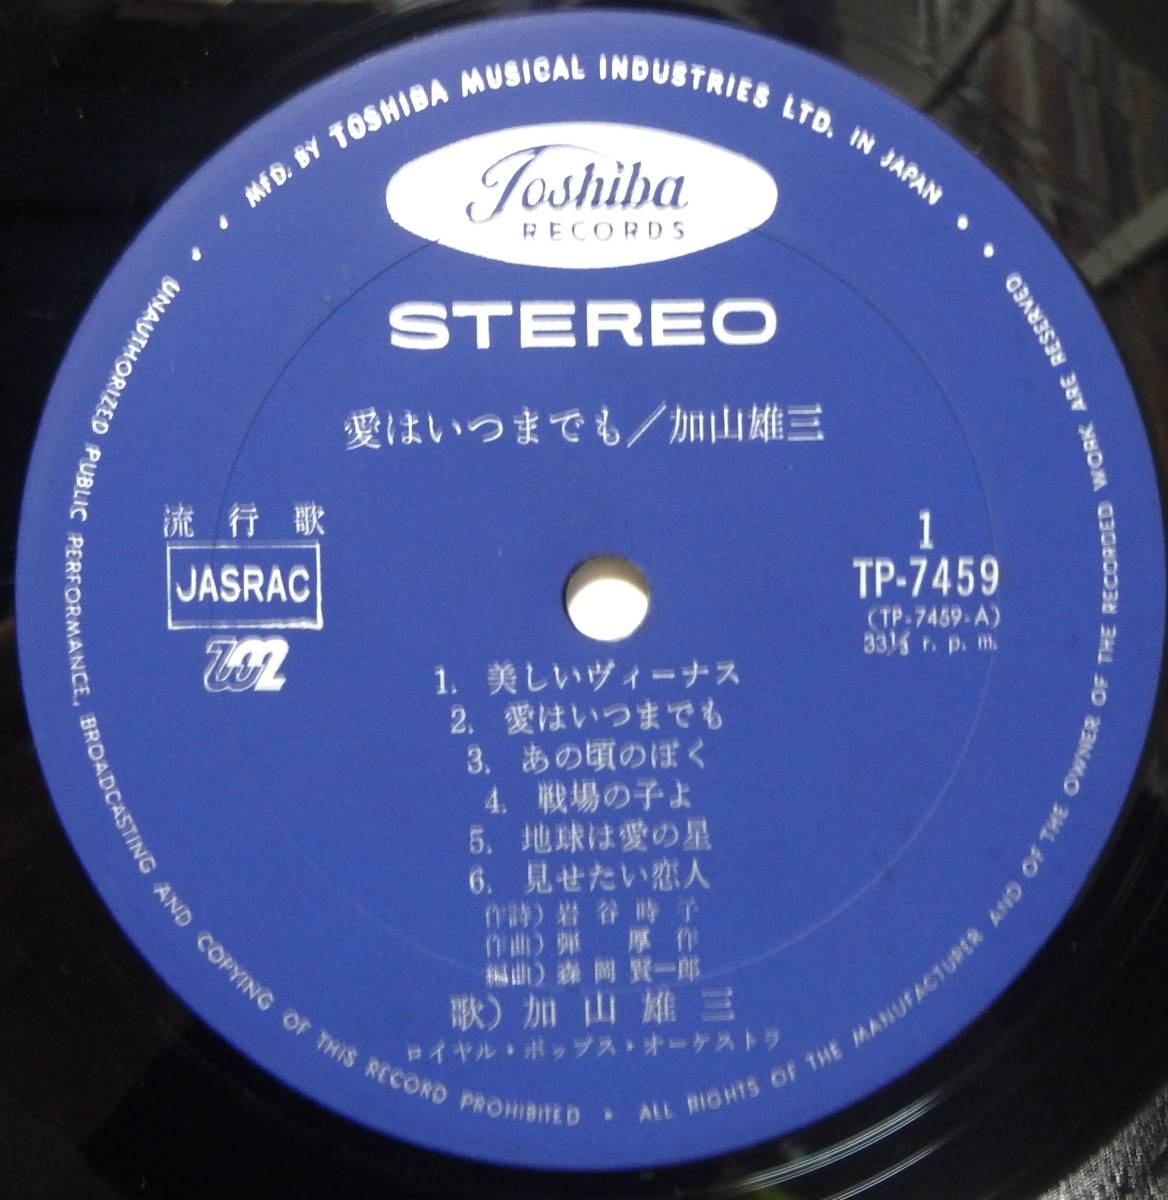 MFD. BY TOSHIBA MUSICAL INDUSTRIES LTD. IN JAPAN
Toshiba
RECORDS
STEREO
愛はいつまでも／加山雄三
流行歌
JASRAC
1
TP-7459
(TP-7459-A)
33⅓ r.p.m.
1. 美しいヴィーナス
2. 愛はいつまでも
3. あの頃のぼく
4. 戦場の子よ
5. 地球は愛の星
6. 見せたい恋人
作詩）岩谷時子
作曲）弾厚作
編曲）森岡賢一郎
歌）加山雄三
ロイヤル・ポップス・オーケストラ
UNAUTHORIZED PUBLIC PERFORMANCE, BROADCASTING AND COPYING OF THIS RECORD PROHIBITED • ALL RIGHTS OF THE MANUFACTURER AND OF THE OWNER OF THE RECORDED WORK ARE RESERVED